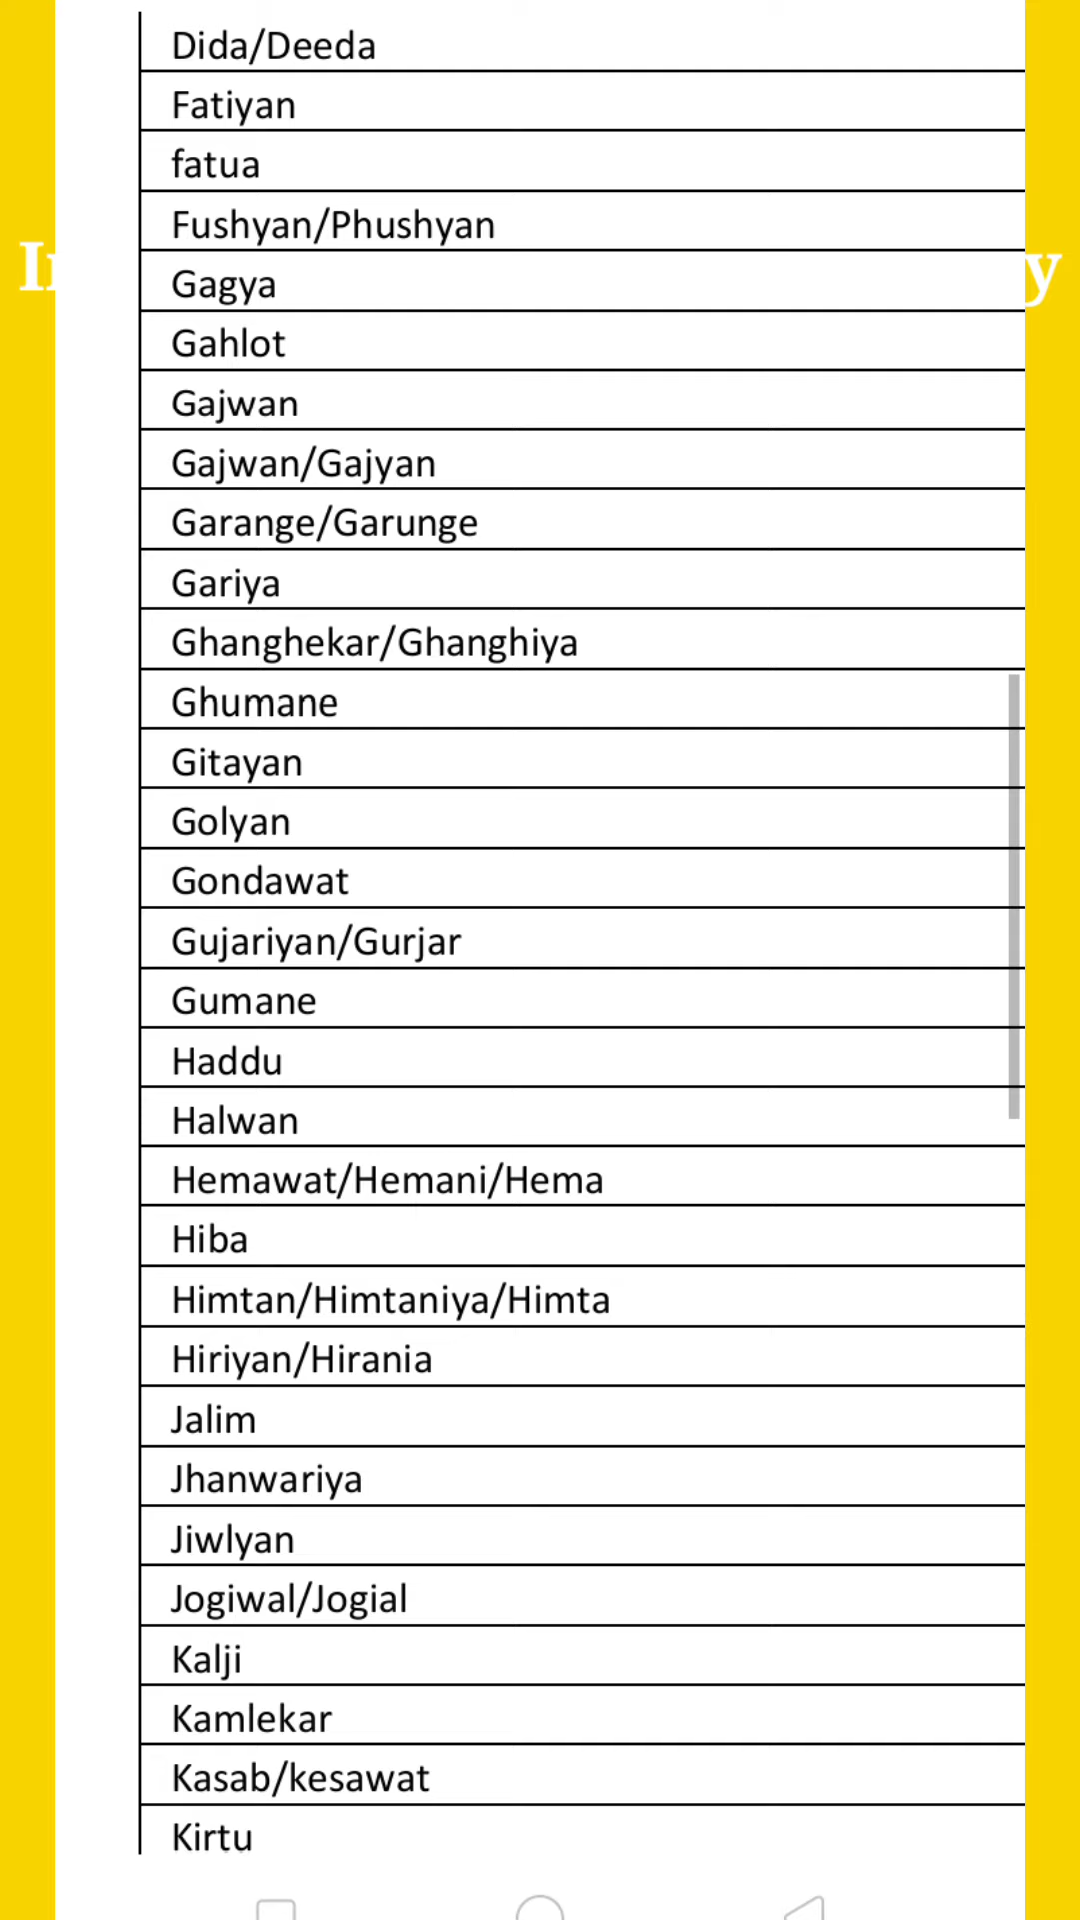 Dida/Deeda
Fatiyan
fatua
Fushyan/Phushyan
Gagya
Gahlot
Gajwan
Gajwan/Gajyan
Garange/Garunge
Gariya
Ghanghekar/Ghanghiya
Ghumane
Gitayan
Golyan
Gondawat
Gujariyan/Gurjar
Gumane
Haddu
Halwan
Hemawat/Hemani/Hema
Hiba
Himtan/Himtaniya/Himta
Hiriyan/Hirania
Jalim
Jhanwariya
Jiwlyan
Jogiwal/Jogial
Kalji
Kamlekar
Kasab/kesawat
Kirtu